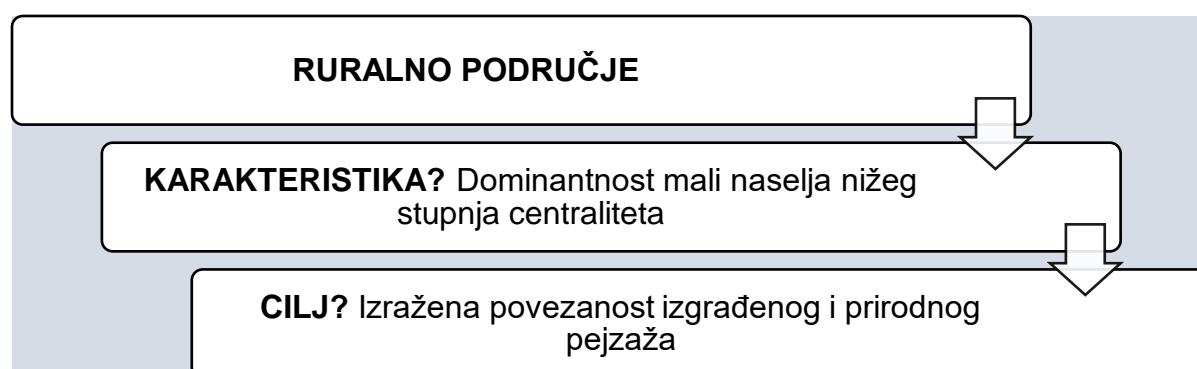 RURALNO PODRUČJE
KARAKTERISTIKA? Dominantnost mali naselja nižeg
stupnja centraliteta
CILJ? Izražena povezanost izgrađenog i prirodnog
pejzaža